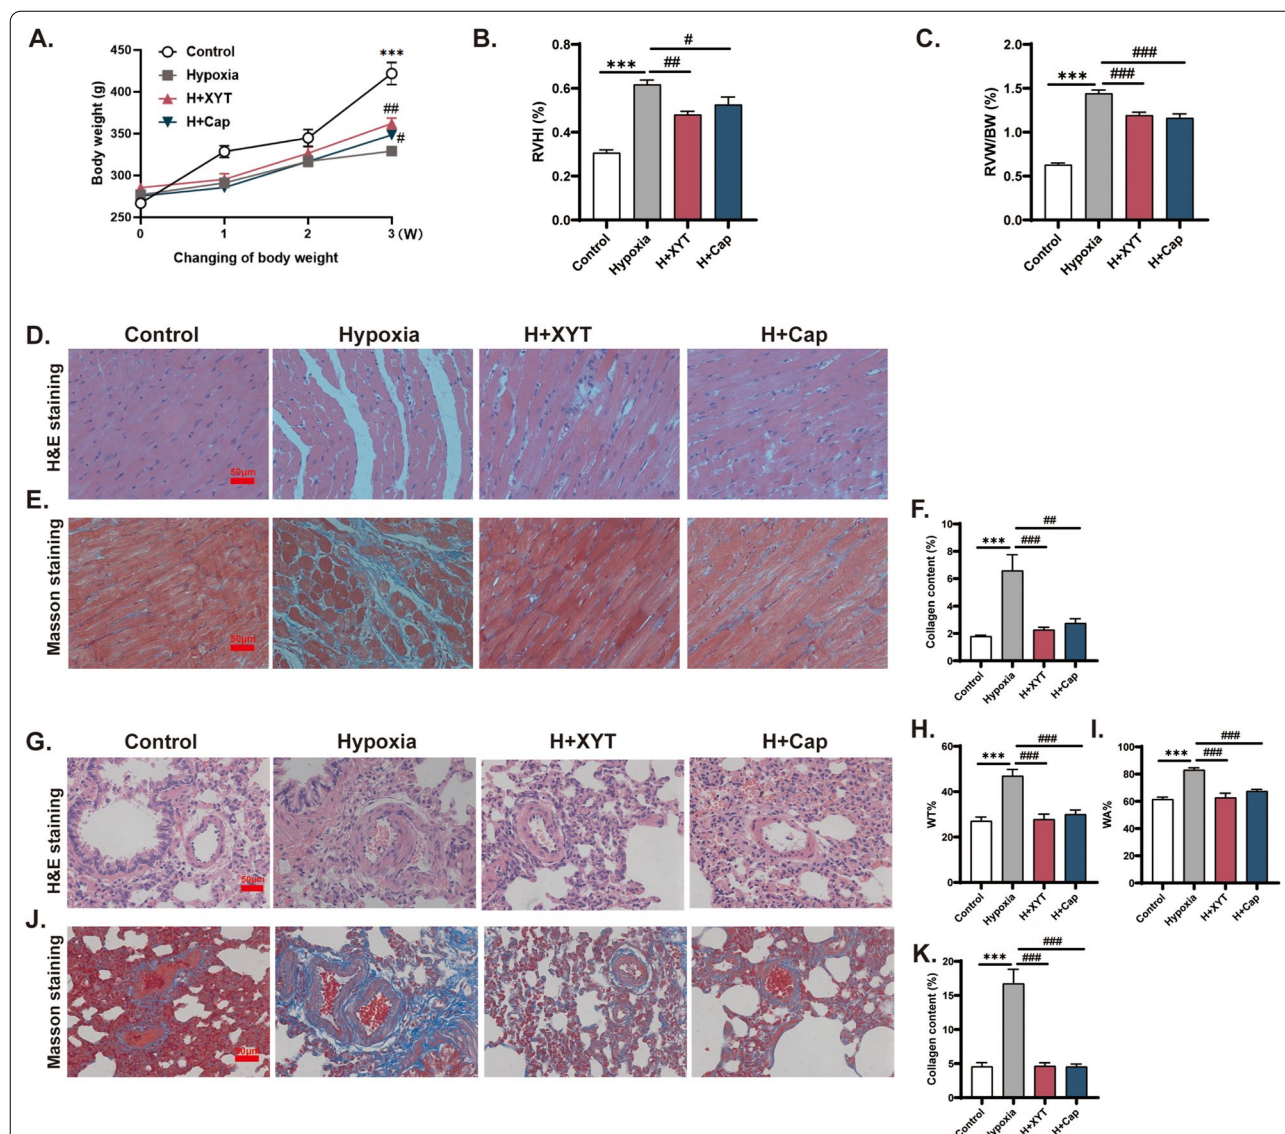 A.
Control
Hypoxia
H+XYT
H+Cap
***
##
#
Body weight (g)
450
400
350
300
250
0
1
2
3 (W)
Changing of body weight
B.
RVHI (%)
0.8
0.6
0.4
0.2
0.0
***
##
#
Control
Hypoxia
H+XYT
H+Cap
C.
RVW/BW (%)
2.0
1.5
1.0
0.5
0.0
***
###
###
Control
Hypoxia
H+XYT
H+Cap
D.
Control
Hypoxia
H+XYT
H+Cap
H&E staining
50μm
E.
Masson staining
50μm
F.
Collagen content (%)
10
8
6
4
2
0
***
###
##
Control
Hypoxia
H+XYT
H+Cap
G.
Control
Hypoxia
H+XYT
H+Cap
H&E staining
50μm
H.
WT%
60
40
20
0
***
###
###
Control
Hypoxia
H+XYT
H+Cap
I.
WA%
100
80
60
40
20
0
***
###
###
Control
Hypoxia
H+XYT
H+Cap
J.
Masson staining
K.
Collagen content (%)
20
15
10
5
0
***
###
###
Control
Hypoxia
H+XYT
H+Cap